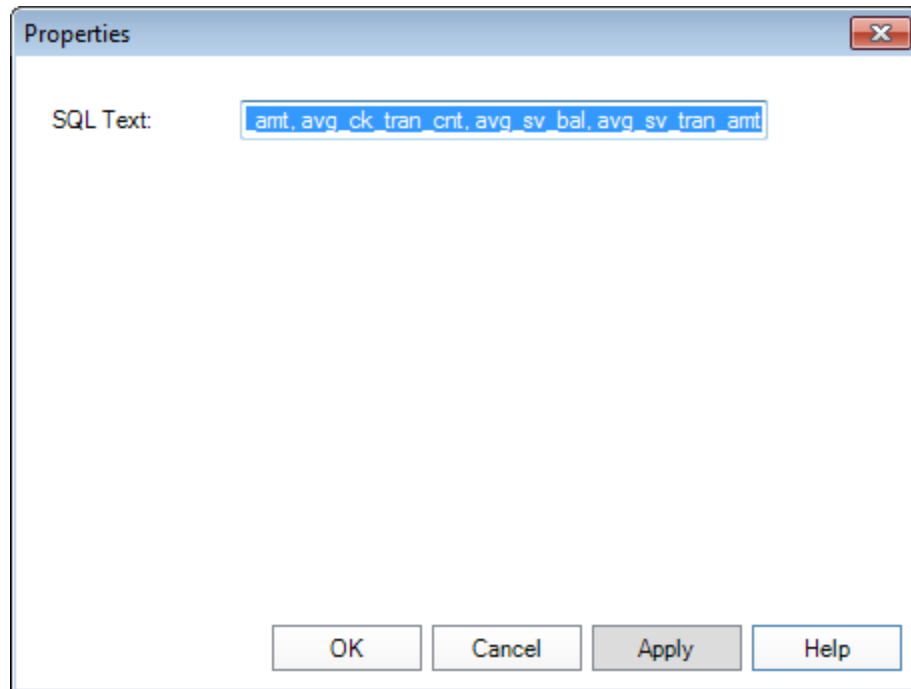 Properties
SQL Text:
_amt, avg_ck_tran_cnt, avg_sv_bal, avg_sv_tran_amt
OK
Cancel
Apply
Help